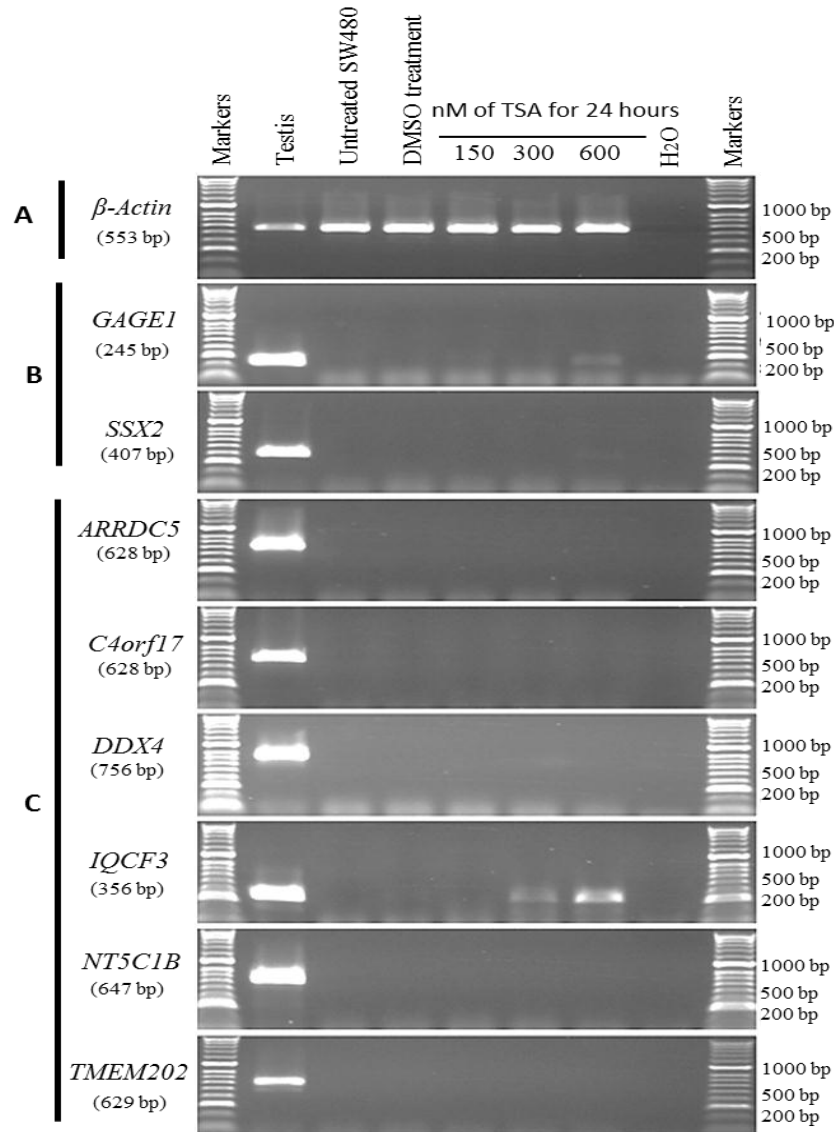 Markers
Testis
Untreated SW480
DMSO treatment
nM of TSA for 24 hours
150 300 600
H2O
Markers
A
β-Actin
(553 bp)
1000 bp
500 bp
200 bp
B
GAGE1
(245 bp)
1000 bp
500 bp
200 bp
SSX2
(407 bp)
1000 bp
500 bp
200 bp
C
ARRDC5
(628 bp)
1000 bp
500 bp
200 bp
C4orf17
(628 bp)
1000 bp
500 bp
200 bp
DDX4
(756 bp)
1000 bp
500 bp
200 bp
IQCF3
(356 bp)
1000 bp
500 bp
200 bp
NT5C1B
(647 bp)
1000 bp
500 bp
200 bp
TMEM202
(629 bp)
1000 bp
500 bp
200 bp